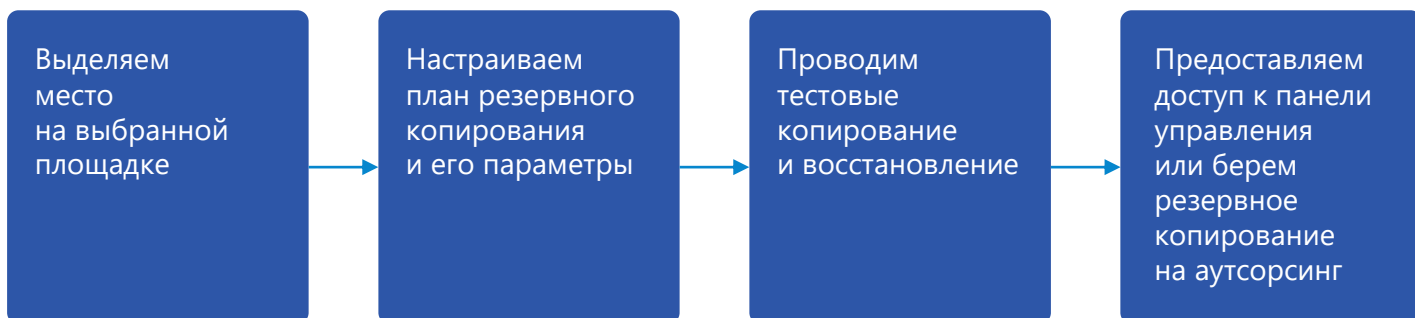 Выделяем
место
на выбранной
площадке
Настраиваем
план резервного
копирования
и его параметры
Проводим
тестовые
копирование
и восстановление
Предоставляем
доступ к панели
управления
или берем
резервное
копирование
на аутсорсинг